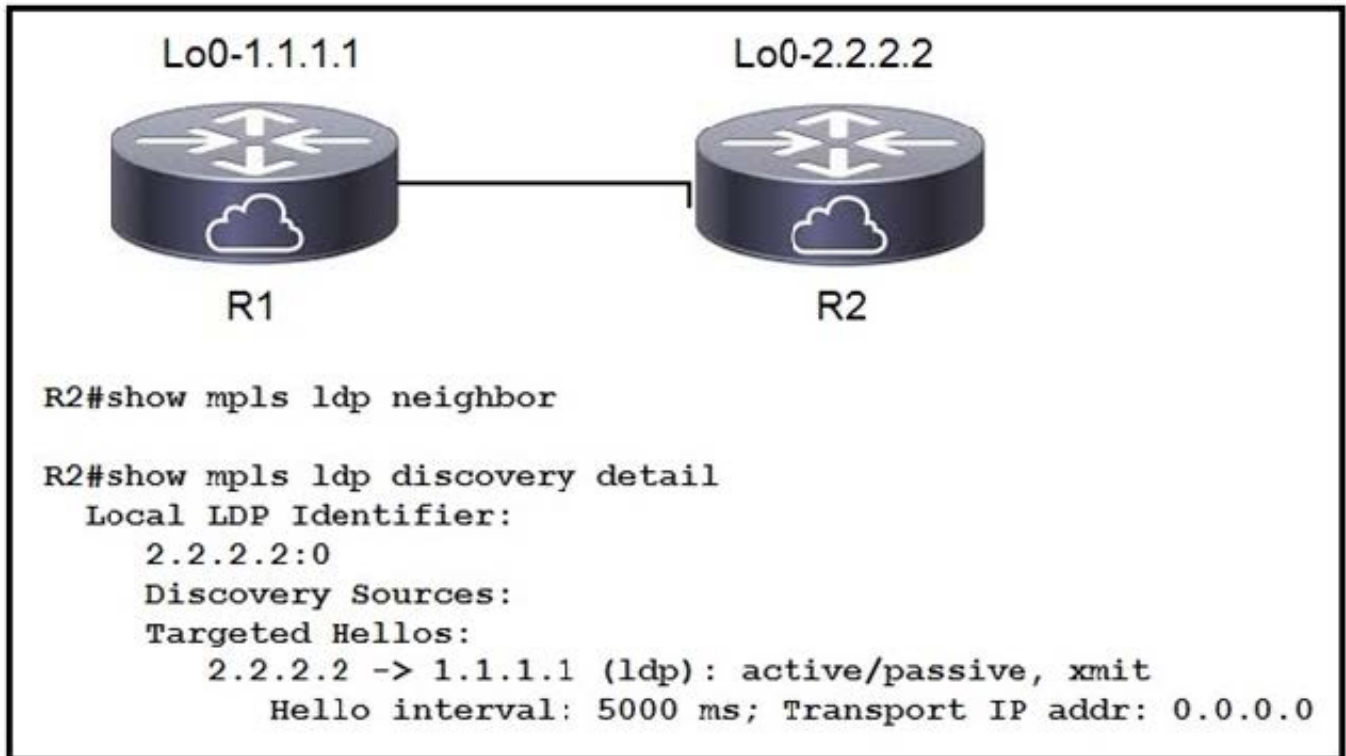 Lo0-1.1.1.1 Lo0-2.2.2.2
R1 R2
R2#show mpls ldp neighbor
R2#show mpls ldp discovery detail
Local LDP Identifier:
2.2.2.2:0
Discovery Sources:
Targeted Hellos:
2.2.2.2 -> 1.1.1.1 (ldp): active/passive, xmit
Hello interval: 5000 ms; Transport IP addr: 0.0.0.0